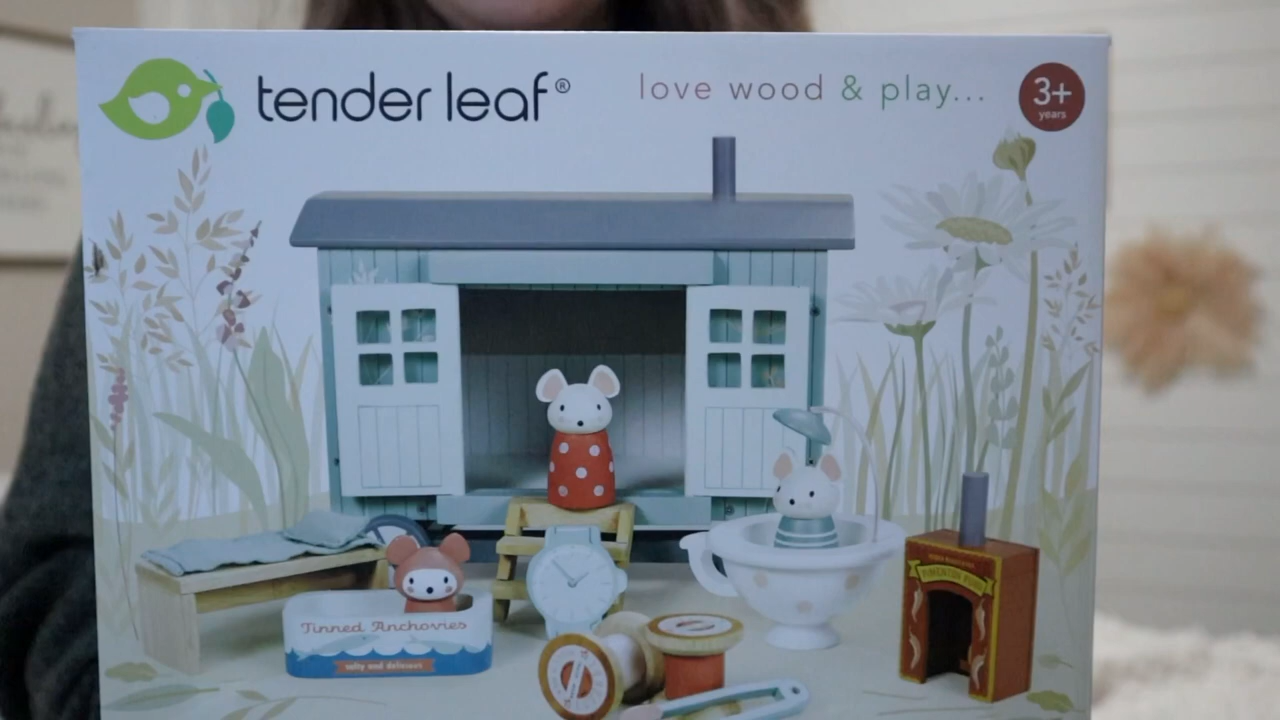 tender leaf®
love wood & play...
3+
years
Tinned Anchovies
salty and delicious